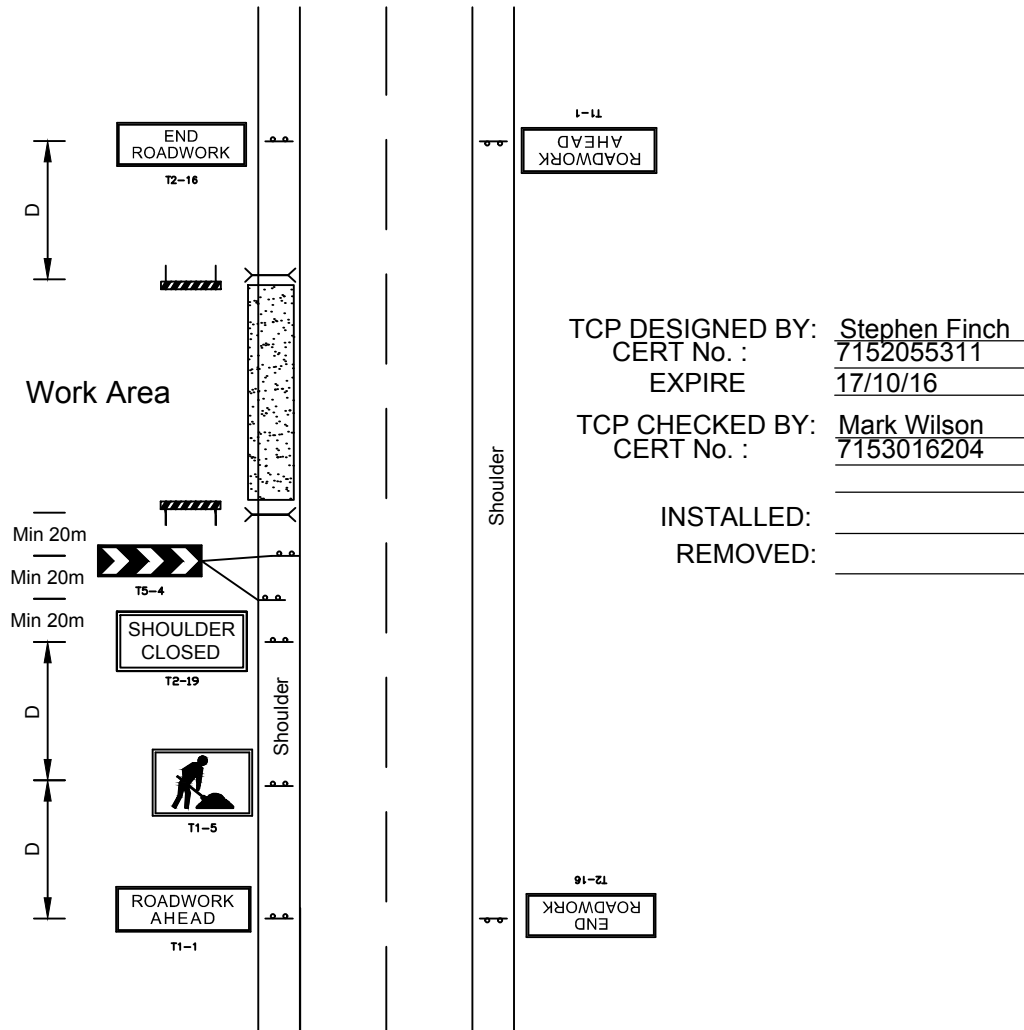 END
ROADWORK
T2-16
D
Work Area
Min 20m
Min 20m
T5-4
Min 20m
SHOULDER
CLOSED
T2-19
D
Shoulder
T1-5
D
ROADWORK
AHEAD
T1-1
T1-1
ROADWORK
AHEAD
Shoulder
T2-16
END
ROADWORK
TCP DESIGNED BY: Stephen Finch
CERT No. : 7152055311
EXPIRE 17/10/16
TCP CHECKED BY: Mark Wilson
CERT No. : 7153016204
INSTALLED:
REMOVED: